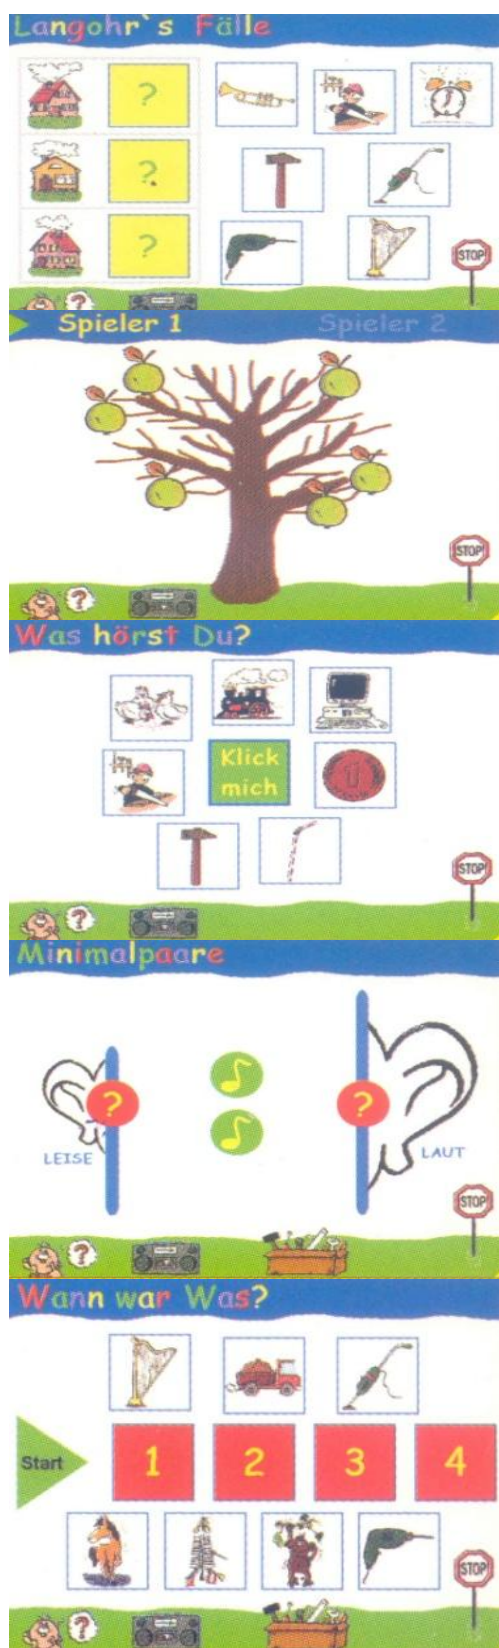 Langohr`s Fälle
?
?
?
STOP
?
Spieler 1 Spieler 2
STOP
?
Was hörst Du?
Klick
mich
1
STOP
?
Minimalpaare
? ?
LEISE LAUT
STOP
?
Wann war Was?
Start 1 2 3 4
STOP
?